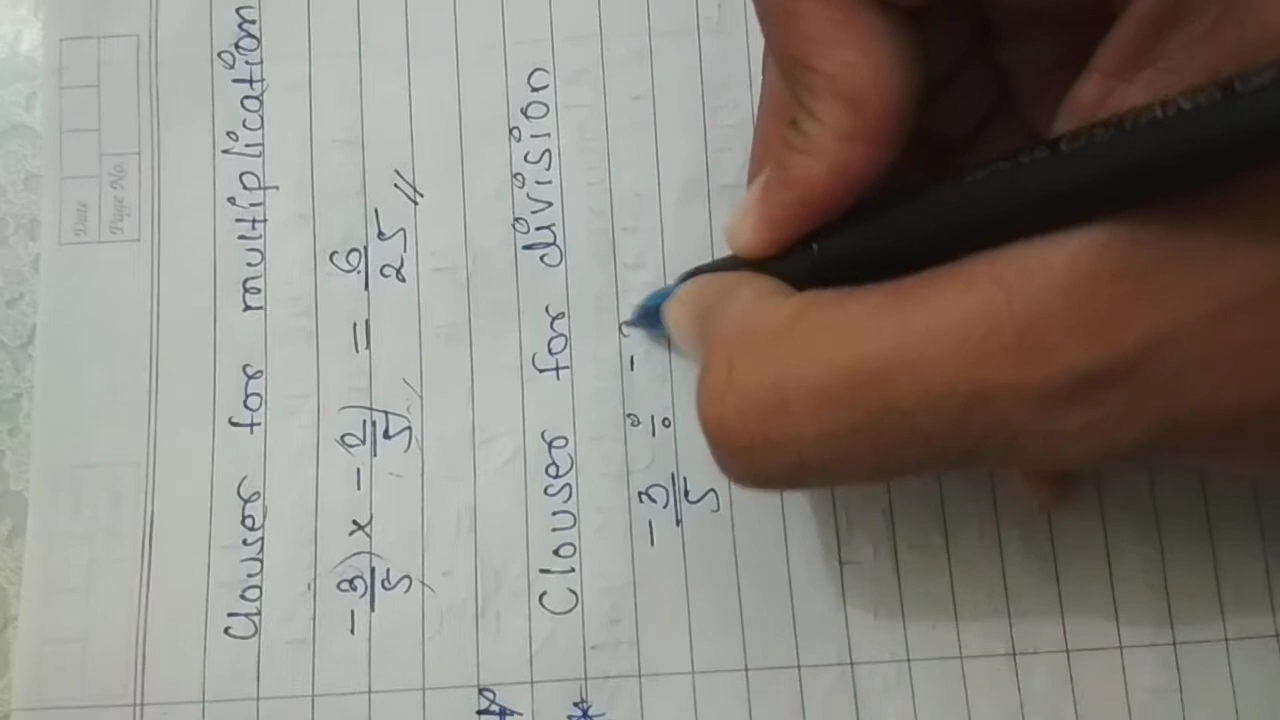 Date
Page No.
Clouser for multiplication
-3/5) x -2/5) = 6/25 //
* Clouser for division
-3/5 ÷ -